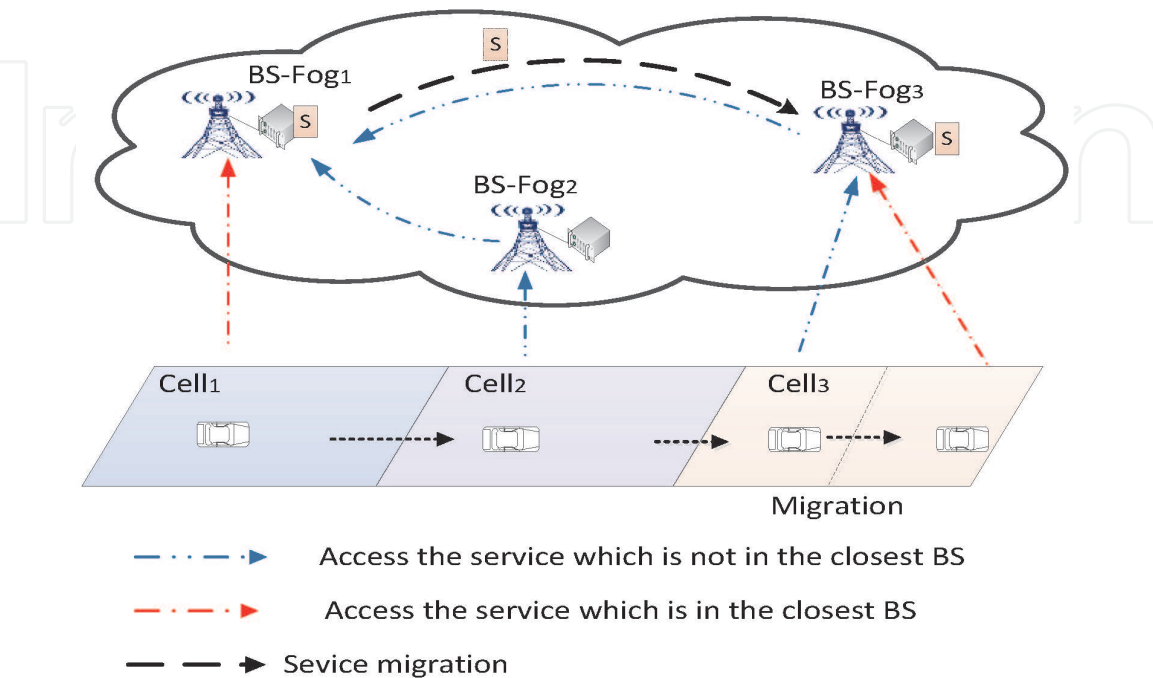 S
BS-Fog1
BS-Fog3
S
S
BS-Fog2
Cell1
Cell2
Cell3
Migration
Access the service which is not in the closest BS
Access the service which is in the closest BS
Sevice migration